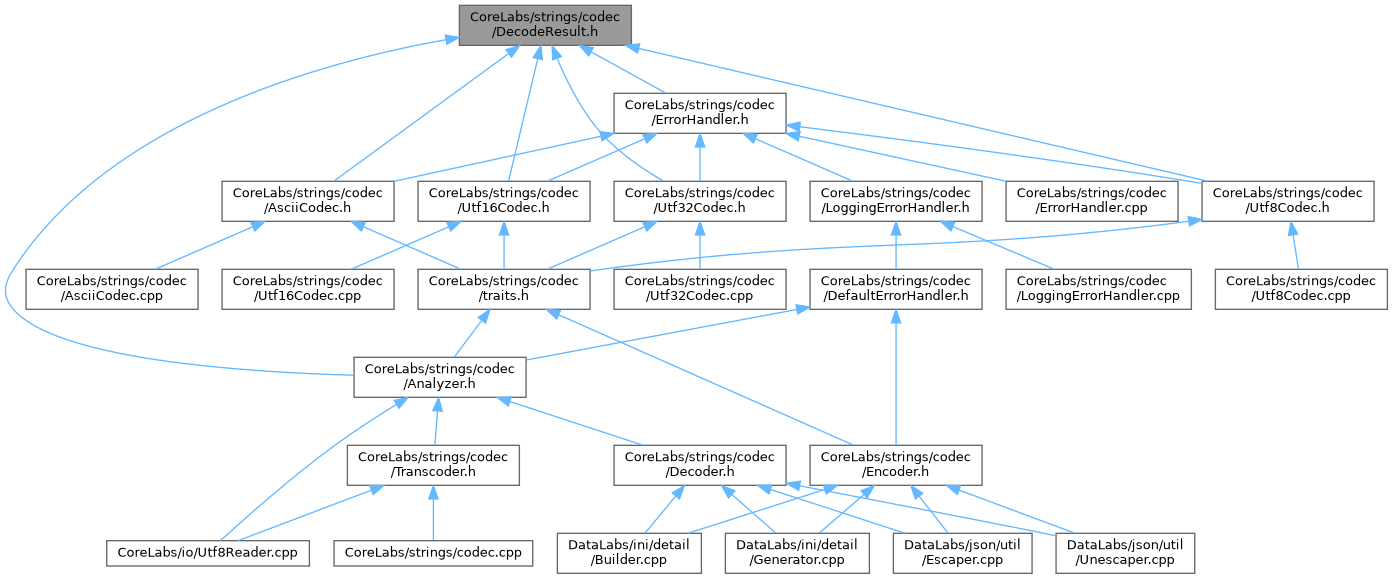 CoreLabs/strings/codec
/DecodeResult.h
CoreLabs/strings/codec
/ErrorHandler.h
CoreLabs/strings/codec
/AsciiCodec.h
CoreLabs/strings/codec
/Utf16Codec.h
CoreLabs/strings/codec
/Utf32Codec.h
CoreLabs/strings/codec
/LoggingErrorHandler.h
CoreLabs/strings/codec
/ErrorHandler.cpp
CoreLabs/strings/codec
/Utf8Codec.h
CoreLabs/strings/codec
/AsciiCodec.cpp
CoreLabs/strings/codec
/Utf16Codec.cpp
CoreLabs/strings/codec
/traits.h
CoreLabs/strings/codec
/Utf32Codec.cpp
CoreLabs/strings/codec
/DefaultErrorHandler.h
CoreLabs/strings/codec
/LoggingErrorHandler.cpp
CoreLabs/strings/codec
/Utf8Codec.cpp
CoreLabs/strings/codec
/Analyzer.h
CoreLabs/strings/codec
/Transcoder.h
CoreLabs/strings/codec
/Decoder.h
CoreLabs/strings/codec
/Encoder.h
CoreLabs/io/Utf8Reader.cpp
CoreLabs/strings/codec.cpp
DataLabs/ini/detail
/Builder.cpp
DataLabs/ini/detail
/Generator.cpp
DataLabs/json/util
/Escaper.cpp
DataLabs/json/util
/Unescaper.cpp